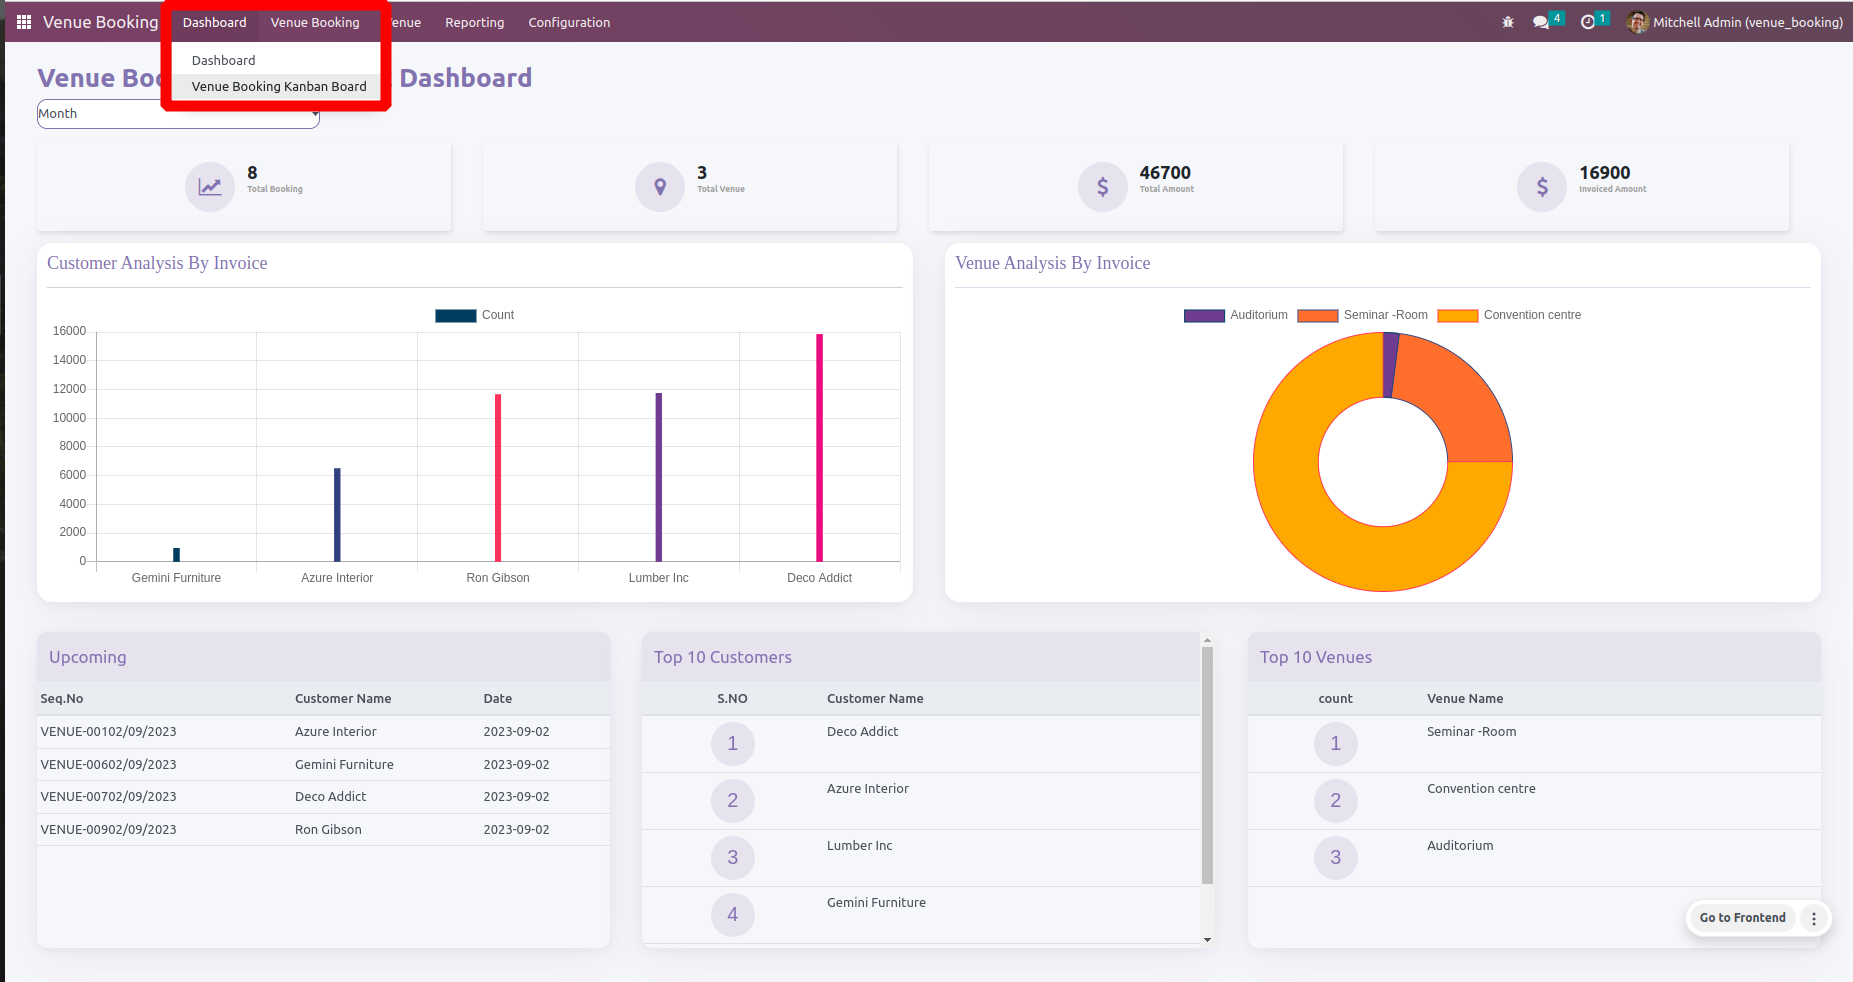 Venue Booking Dashboard Venue Booking enue Reporting Configuration 4 1 Mitchell Admin (venue_booking)
Dashboard
Venue Booking Kanban Board
Venue Boo Dashboard
Month
8
Total Booking
3
Total Venue
46700
Total Amount
16900
Invoiced Amount
Customer Analysis By Invoice
Count
16000
14000
12000
10000
8000
6000
4000
2000
0
Gemini Furniture Azure Interior Ron Gibson Lumber Inc Deco Addict
Venue Analysis By Invoice
Auditorium Seminar -Room Convention centre
Upcoming
Seq.No Customer Name Date
VENUE-00102/09/2023 Azure Interior 2023-09-02
VENUE-00602/09/2023 Gemini Furniture 2023-09-02
VENUE-00702/09/2023 Deco Addict 2023-09-02
VENUE-00902/09/2023 Ron Gibson 2023-09-02
Top 10 Customers
S.NO Customer Name
1 Deco Addict
2 Azure Interior
3 Lumber Inc
4 Gemini Furniture
Top 10 Venues
count Venue Name
1 Seminar -Room
2 Convention centre
3 Auditorium
Go to Frontend